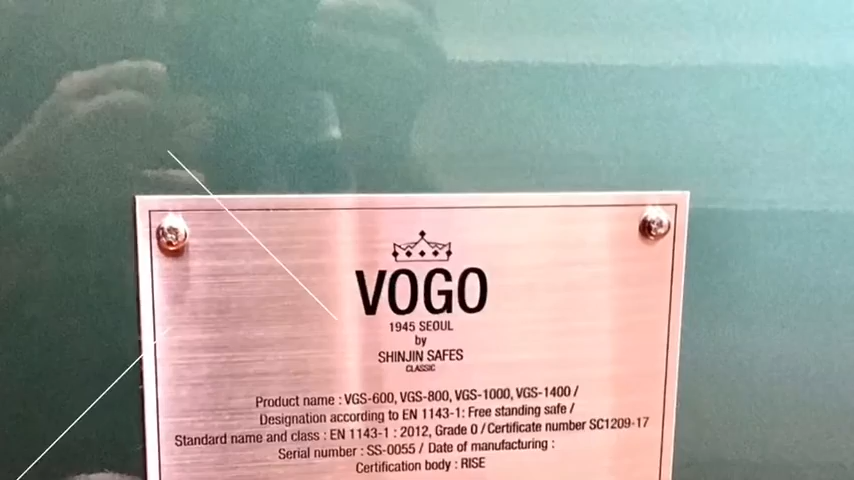 VOGO
1945 SEOUL
by
SHINJIN SAFES
CLASSIC
Product name : VGS-600, VGS-800, VGS-1000, VGS-1400 /
Designation according to EN 1143-1: Free standing safe /
Standard name and class : EN 1143-1 : 2012, Grade 0 / Certificate number SC1209-17
Serial number : SS-0055 / Date of manufacturing :
Certification body : RISE